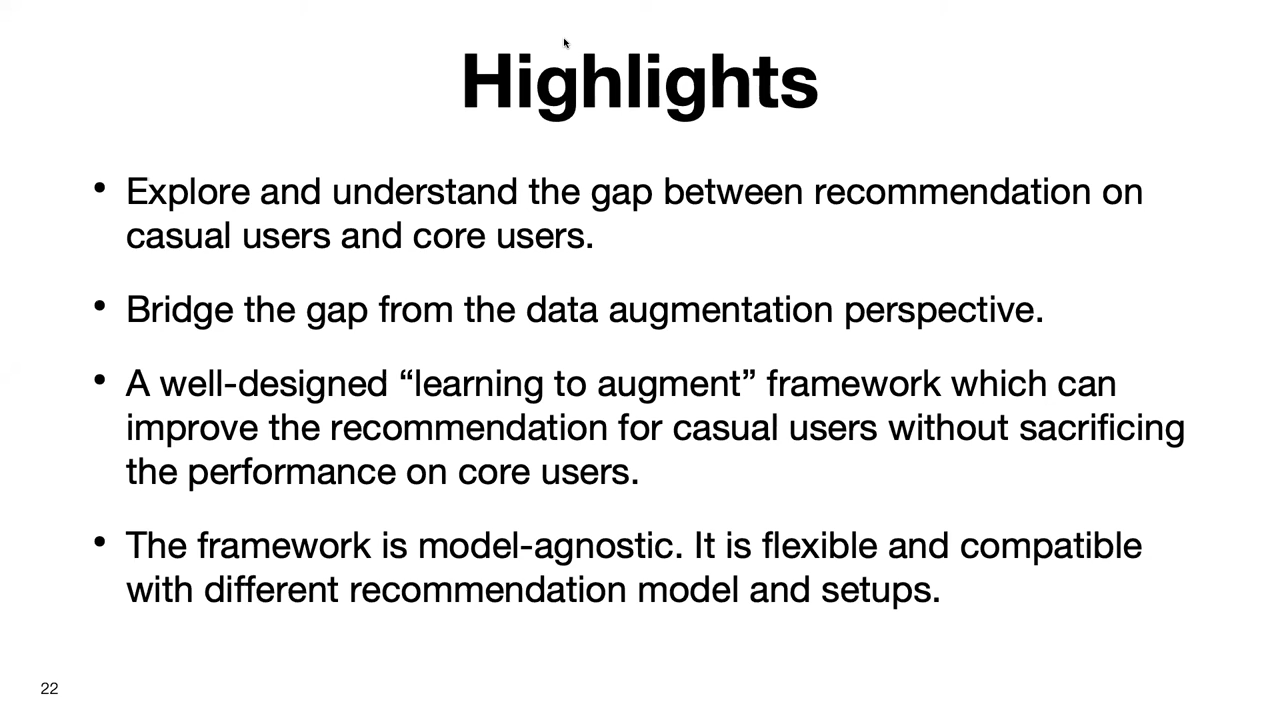 Highlights
• Explore and understand the gap between recommendation on
casual users and core users.
• Bridge the gap from the data augmentation perspective.
• A well-designed “learning to augment” framework which can
improve the recommendation for casual users without sacrificing
the performance on core users.
• The framework is model-agnostic. It is flexible and compatible
with different recommendation model and setups.
22